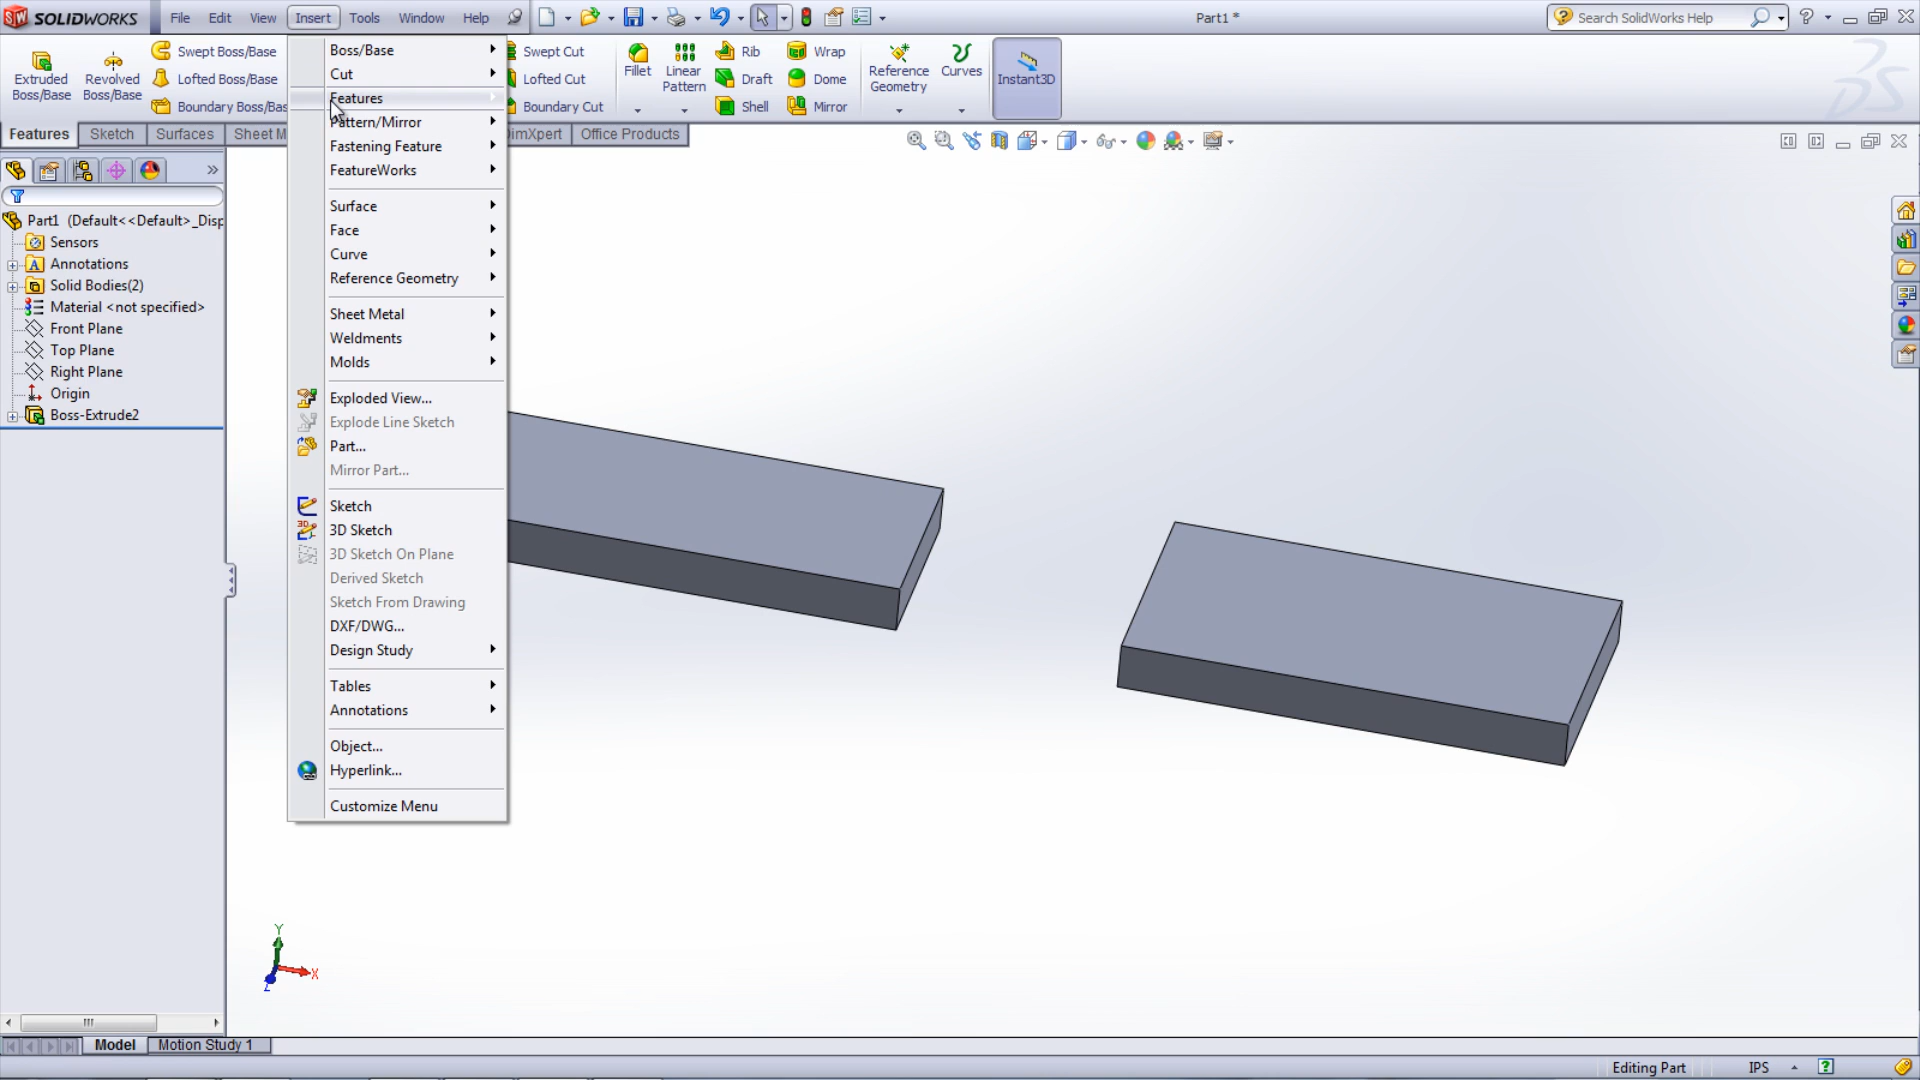 SOLIDWORKS File Edit View Insert Tools Window Help Part1 * Search SolidWorks Help
Extruded Boss/Base
Revolved Boss/Base
Swept Boss/Base
Lofted Boss/Base
Boundary Boss/Bas
Swept Cut
Lofted Cut
Boundary Cut
Fillet
Linear Pattern
Rib
Draft
Shell
Wrap
Dome
Mirror
Reference Geometry
Curves
Instant3D
Features Sketch Surfaces Sheet M DimXpert Office Products
Part1 (Default<<Default>_Disp
Sensors
Annotations
Solid Bodies(2)
Material <not specified>
Front Plane
Top Plane
Right Plane
Origin
Boss-Extrude2
Boss/Base
Cut
Features
Pattern/Mirror
Fastening Feature
FeatureWorks
Surface
Face
Curve
Reference Geometry
Sheet Metal
Weldments
Molds
Exploded View...
Explode Line Sketch
Part...
Mirror Part...
Sketch
3D Sketch
3D Sketch On Plane
Derived Sketch
Sketch From Drawing
DXF/DWG...
Design Study
Tables
Annotations
Object...
Hyperlink...
Customize Menu
Y
X
Z
Model Motion Study 1
Editing Part IPS